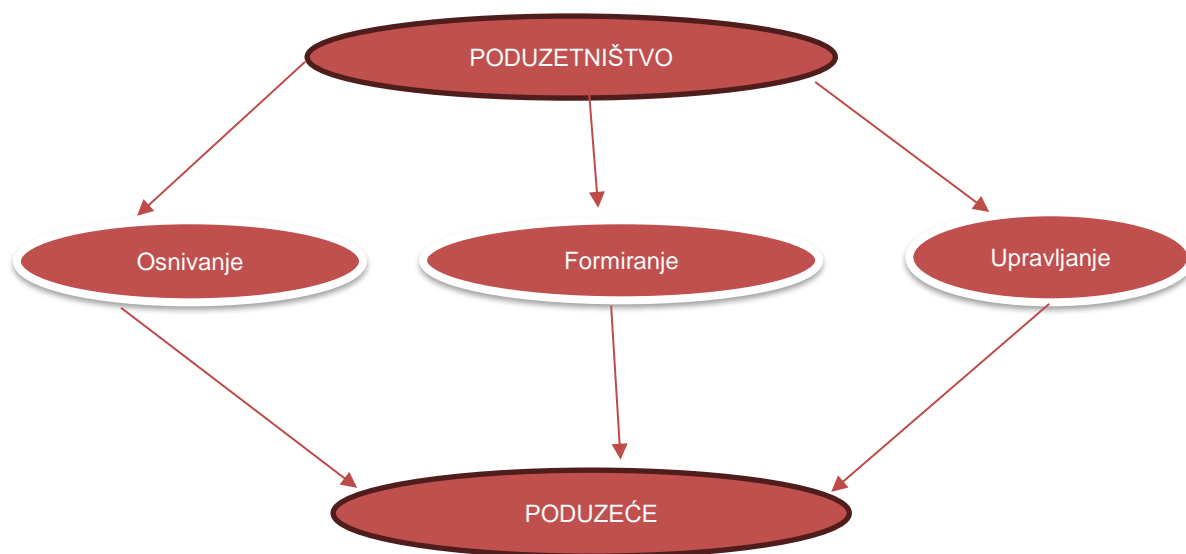 PODUZETNIŠTVO
Osnivanje
Formiranje
Upravljanje
PODUZEĆE